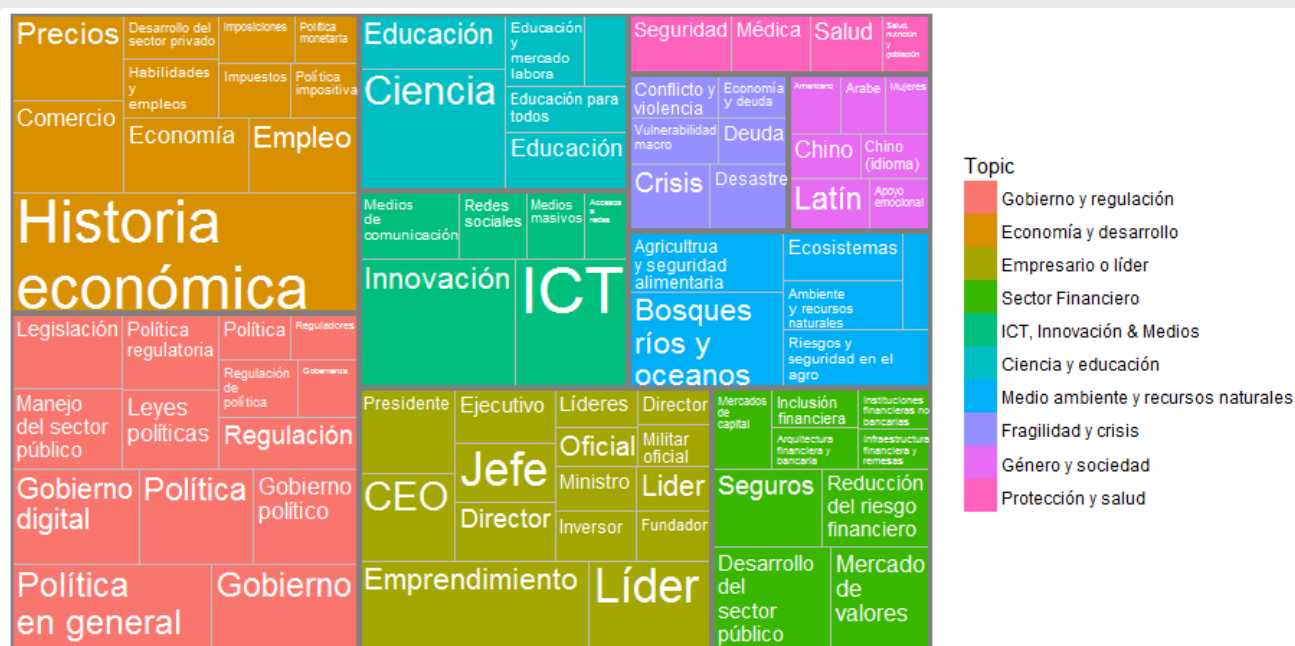 Precios
Desarrollo del
sector privado
Imposiciones
Política
monetaria
Habilidades
y
empleos
Impuestos
Política
impositiva
Comercio
Economía
Empleo
Historia
económica
Legislación
Política
regulatoria
Política
Reguladores
Regulación
de
política
Gobernanza
Manejo
del sector
público
Leyes
políticas
Regulación
Gobierno
digital
Política
Gobierno
político
Política
en general
Gobierno
Educación
Educación
y
mercado
labora
Ciencia
Educación para
todos
Educación
Medios
de
comunicación
Redes
sociales
Medios
masivos
Accesos
a
redes
Innovación
ICT
Presidente
Ejecutivo
Líderes
Director
Oficial
Militar
oficial
Jefe
CEO
Ministro
Lider
Director
Inversor
Fundador
Emprendimiento
Líder
Seguridad
Médica
Salud
Salud,
nutrición
y
población
Conflicto y
violencia
Economía
y deuda
Vulnerabilidad
macro
Deuda
Crisis
Desastre
Americano
Arabe
Mujeres
Chino
Chino
(idioma)
Latín
Apoyo
emocional
Agricultrua
y seguridad
alimentaria
Ecosistemas
Bosques
ríos y
oceanos
Ambiente
y recursos
naturales
Riesgos y
seguridad en el
agro
Mercados
de
capital
Inclusión
financiera
Instituciones
financieras no
bancarias
Arquitectura
financiera y
bancaria
Infraestructura
financiera y
remesas
Seguros
Reducción
del riesgo
financiero
Desarrollo
del
sector
público
Mercado
de
valores
Topic
Gobierno y regulación
Economía y desarrollo
Empresario o líder
Sector Financiero
ICT, Innovación & Medios
Ciencia y educación
Medio ambiente y recursos naturales
Fragilidad y crisis
Género y sociedad
Protección y salud